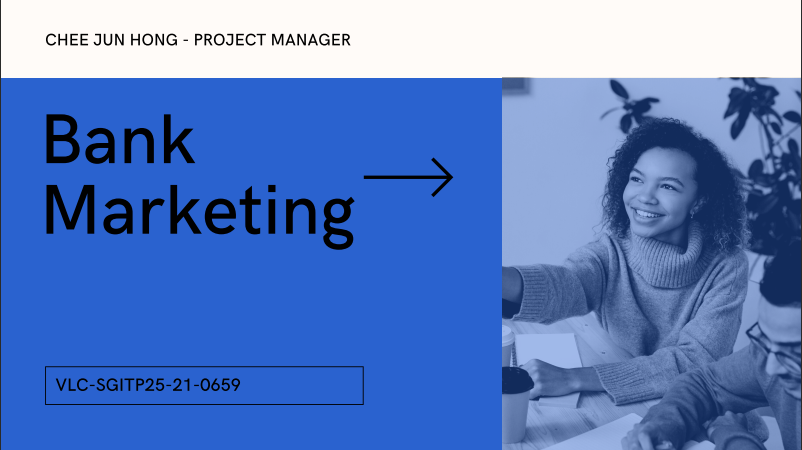 CHEE JUN HONG - PROJECT MANAGER
Bank
Marketing
VLC-SGITP25-21-0659